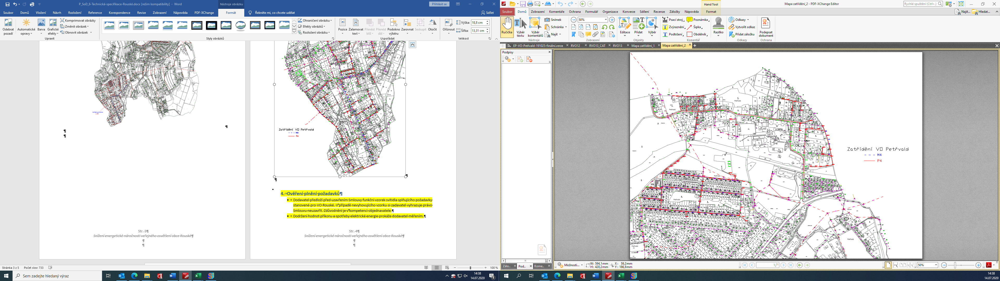 P_SoD_6-Technická-specifikace-Rouské.docx [režim kompatibility] - Word
Nástroje obrázku
Přihlásit se
Soubor Domů Vložení Návrh Rozložení Reference Korespondence Revize Zobrazení Nápověda PDF-XChange Formát Řekněte mi, co chcete udělat
Sdílet
Odebrat pozadí
Automatické opravy
Barva
Grafické efekty
Komprimovat obrázky
Změnit obrázek
Obnovit obrázek
Upravit
Styly obrázků
Ohraničení obrázku
Efekty obrázků
Rozložení obrázku
Pozice
Zalamovat text
Přenést blíž
Přenést dál
Podokno výběru
Zarovnat
Seskupit
Otočit
Uspořádat
Oříznout
Výška: 18,8 cm
Šířka: 13,31 cm
Velikost
Zatřídění VO Petřvald
M4
P4
4.→Ověření·plnění·požadavků¶
•→Dodavatel·předloží·před·uzavřením·Smlouvy·funkční·vzorek·svítidla·splňujícího·požadavky·
stanovené·pro·VO·Rouské.·V°případě·nevyhovujícího·vzorku·si·zadavatel·vyhrazuje·právo·
Smlouvu·neuzavřít.·Zdůvodnění·je·v°kompetenci·objednavatele.¶
•→Dodržení·hodnot·příkonu·a·spotřeby·elektrické·energie·prokáže·dodavatel·měřením.¶
Str.·3¶
Snížení·energetické·náročnosti·veřejného·osvětlení·obce·Rouské¶
Str.·4¶
Snížení·energetické·náročnosti·veřejného·osvětlení·obce·Rouské¶
Stránka 3 z 5 Počet slov: 733
100 %
Sem zadejte hledaný výraz
14:38
14.07.2020
Mapa zatřídění_2 - PDF-XChange Editor
Hand Tool
Rychlé spuštění (Ctrl+.)
Soubor Domů Zobrazení Komentáře Ochrana Formulář Organizace Konverze Sdílení Recenze Záložky Nápověda Format
Najít... Hledat...
Ručička
Výběr textu
Výběr komentářů
Snímek
Schránka
Najít
Nástroje
50%
Zobrazení
Editace
Přidat
Výběr
Objekty
Psací stroj
Zvýraznění
Podtržení
Poznámka
Šipka
Obdélník
Komentář
Razítko
Odkazy
Vytvořit odkaz
Přidat záložku
Odkazy
Podepsat dokument
Ochrana
EP-VO-Petřvald-191025-finální.verze RVO12 RVO13_CAT RVO13 Mapa zatřídění_1 Mapa zatřídění_2
Podpisy
Petřvald
Petřvald
Petřvald
Petřvald
Petřvald
Zatřídění VO Petřvald
M4
P4
Zálo... Pod.. Kome..
Možnosti...
W: 594,1mm
H: 420,2mm
X: 59,2mm
Y: 186,8mm
1/1
50%
14:38
14.07.2020